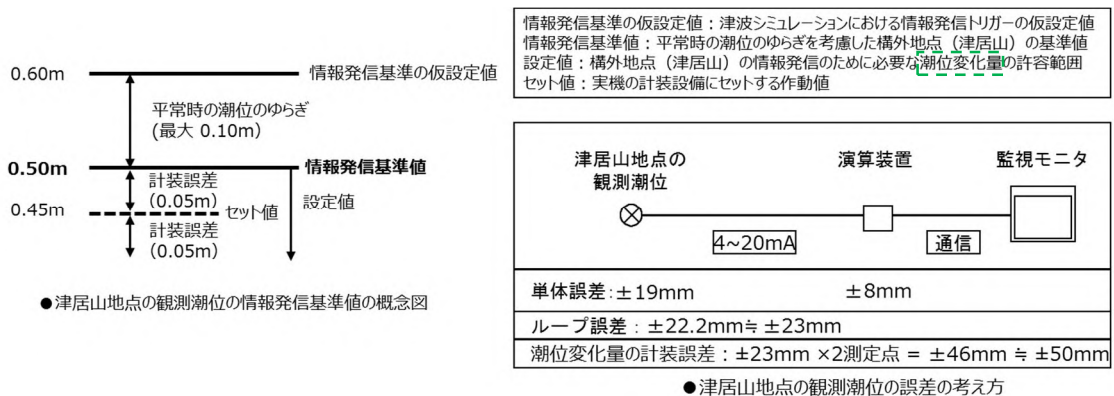 0.60m
情報発信基準の仮設定値
平常時の潮位のゆらぎ
(最大 0.10m)
0.50m
情報発信基準値
計装誤差
(0.05m)
設定値
0.45m
セット値
計装誤差
(0.05m)
●津居山地点の観測潮位の情報発信基準値の概念図
情報発信基準の仮設定値：津波シミュレーションにおける情報発信トリガーの仮設定値
情報発信基準値：平常時の潮位のゆらぎを考慮した構外地点（津居山）の基準値
設定値：構外地点（津居山）の情報発信のために必要な潮位変化量の許容範囲
セット値：実機の計装設備にセットする作動値
津居山地点の
観測潮位
演算装置
監視モニタ
4~20mA
通信
単体誤差:±19mm
±8mm
ループ誤差：±22.2mm≒ ±23mm
潮位変化量の計装誤差：±23mm ×2測定点 = ±46mm ≒ ±50mm
●津居山地点の観測潮位の誤差の考え方